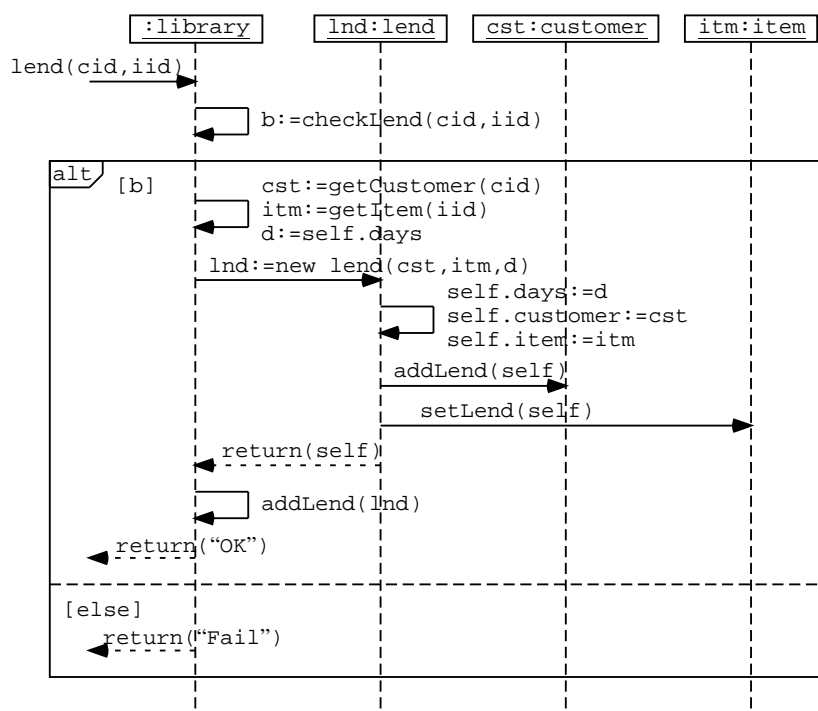 :library lnd:lend cst:customer itm:item
lend(cid,iid)
b:=checkLend(cid,iid)
alt
[b]
cst:=getCustomer(cid)
itm:=getItem(iid)
d:=self.days
lnd:=new lend(cst,itm,d)
self.days:=d
self.customer:=cst
self.item:=itm
addLend(self)
setLend(self)
return(self)
addLend(lnd)
return(“OK”)
[else]
return(“Fail”)